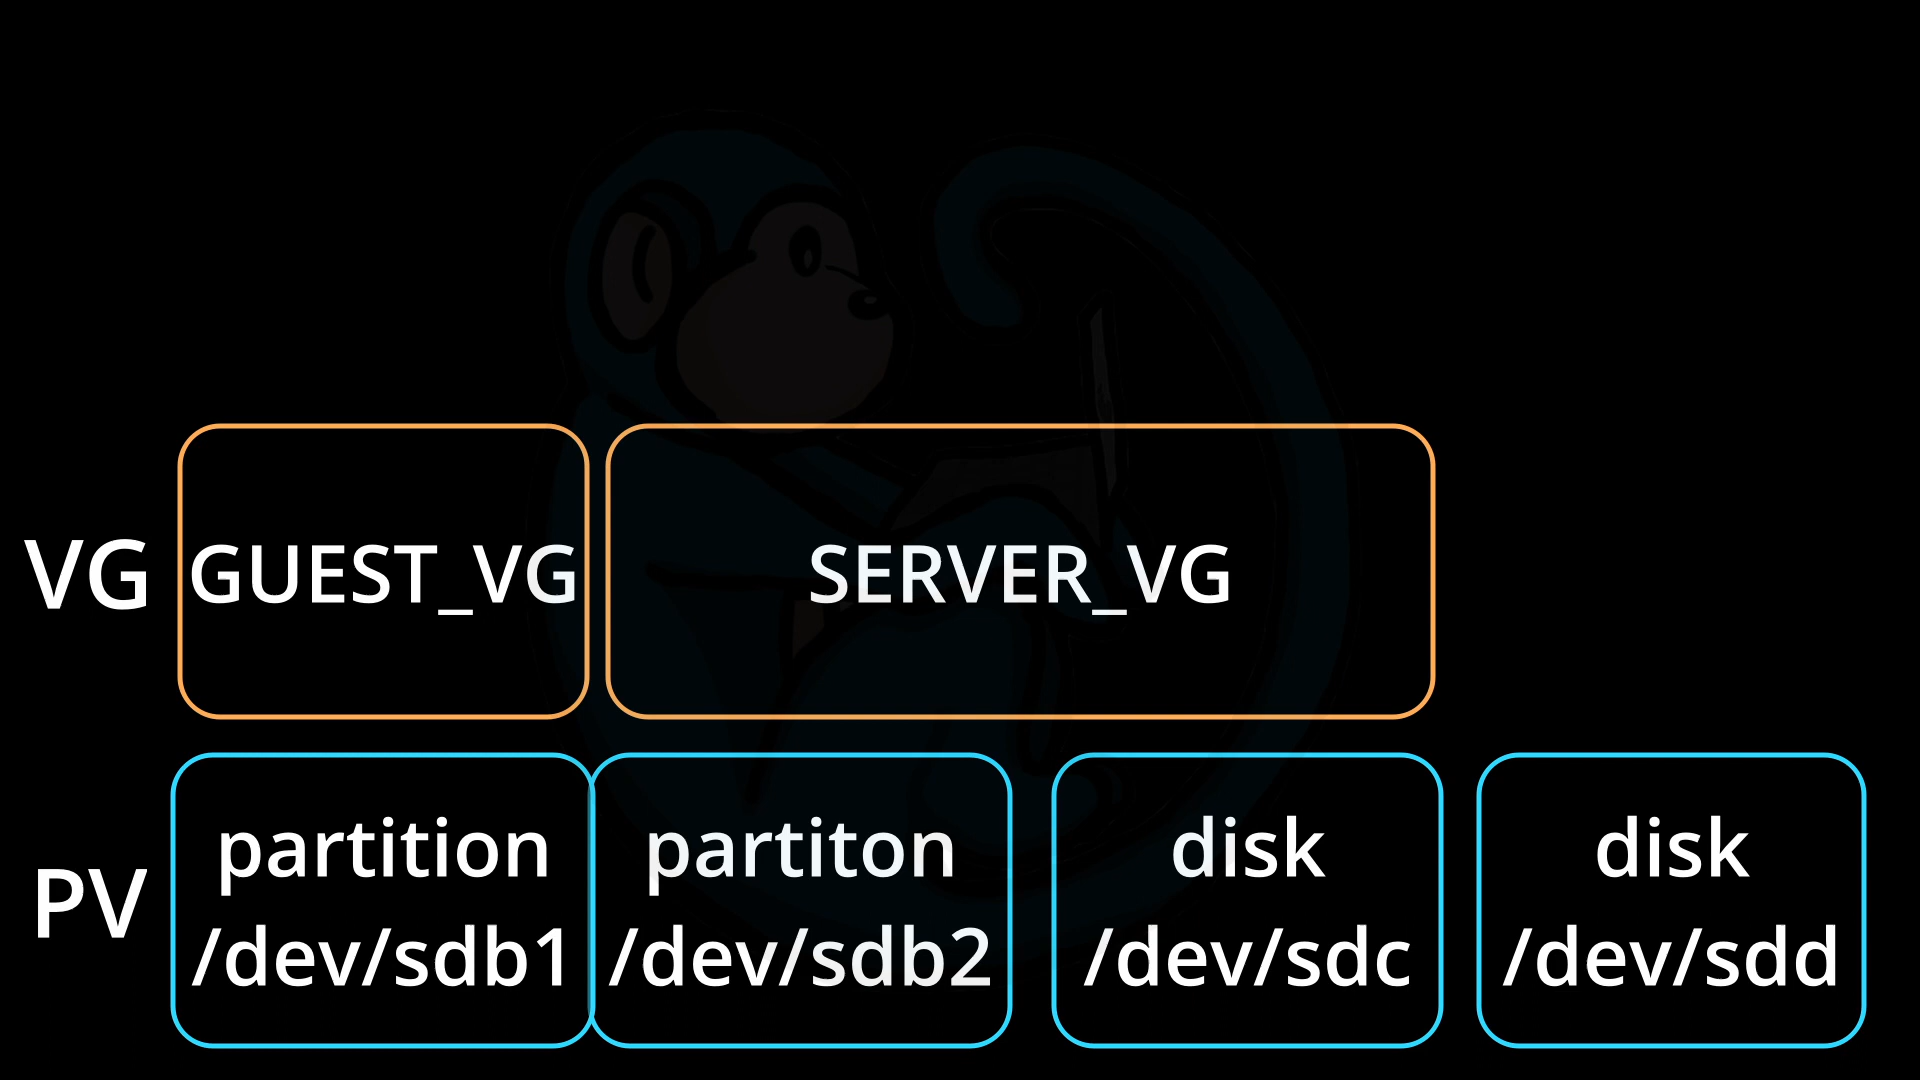 VG
GUEST_VG
SERVER_VG
PV
partition
/dev/sdb1
partiton
/dev/sdb2
disk
/dev/sdc
disk
/dev/sdd